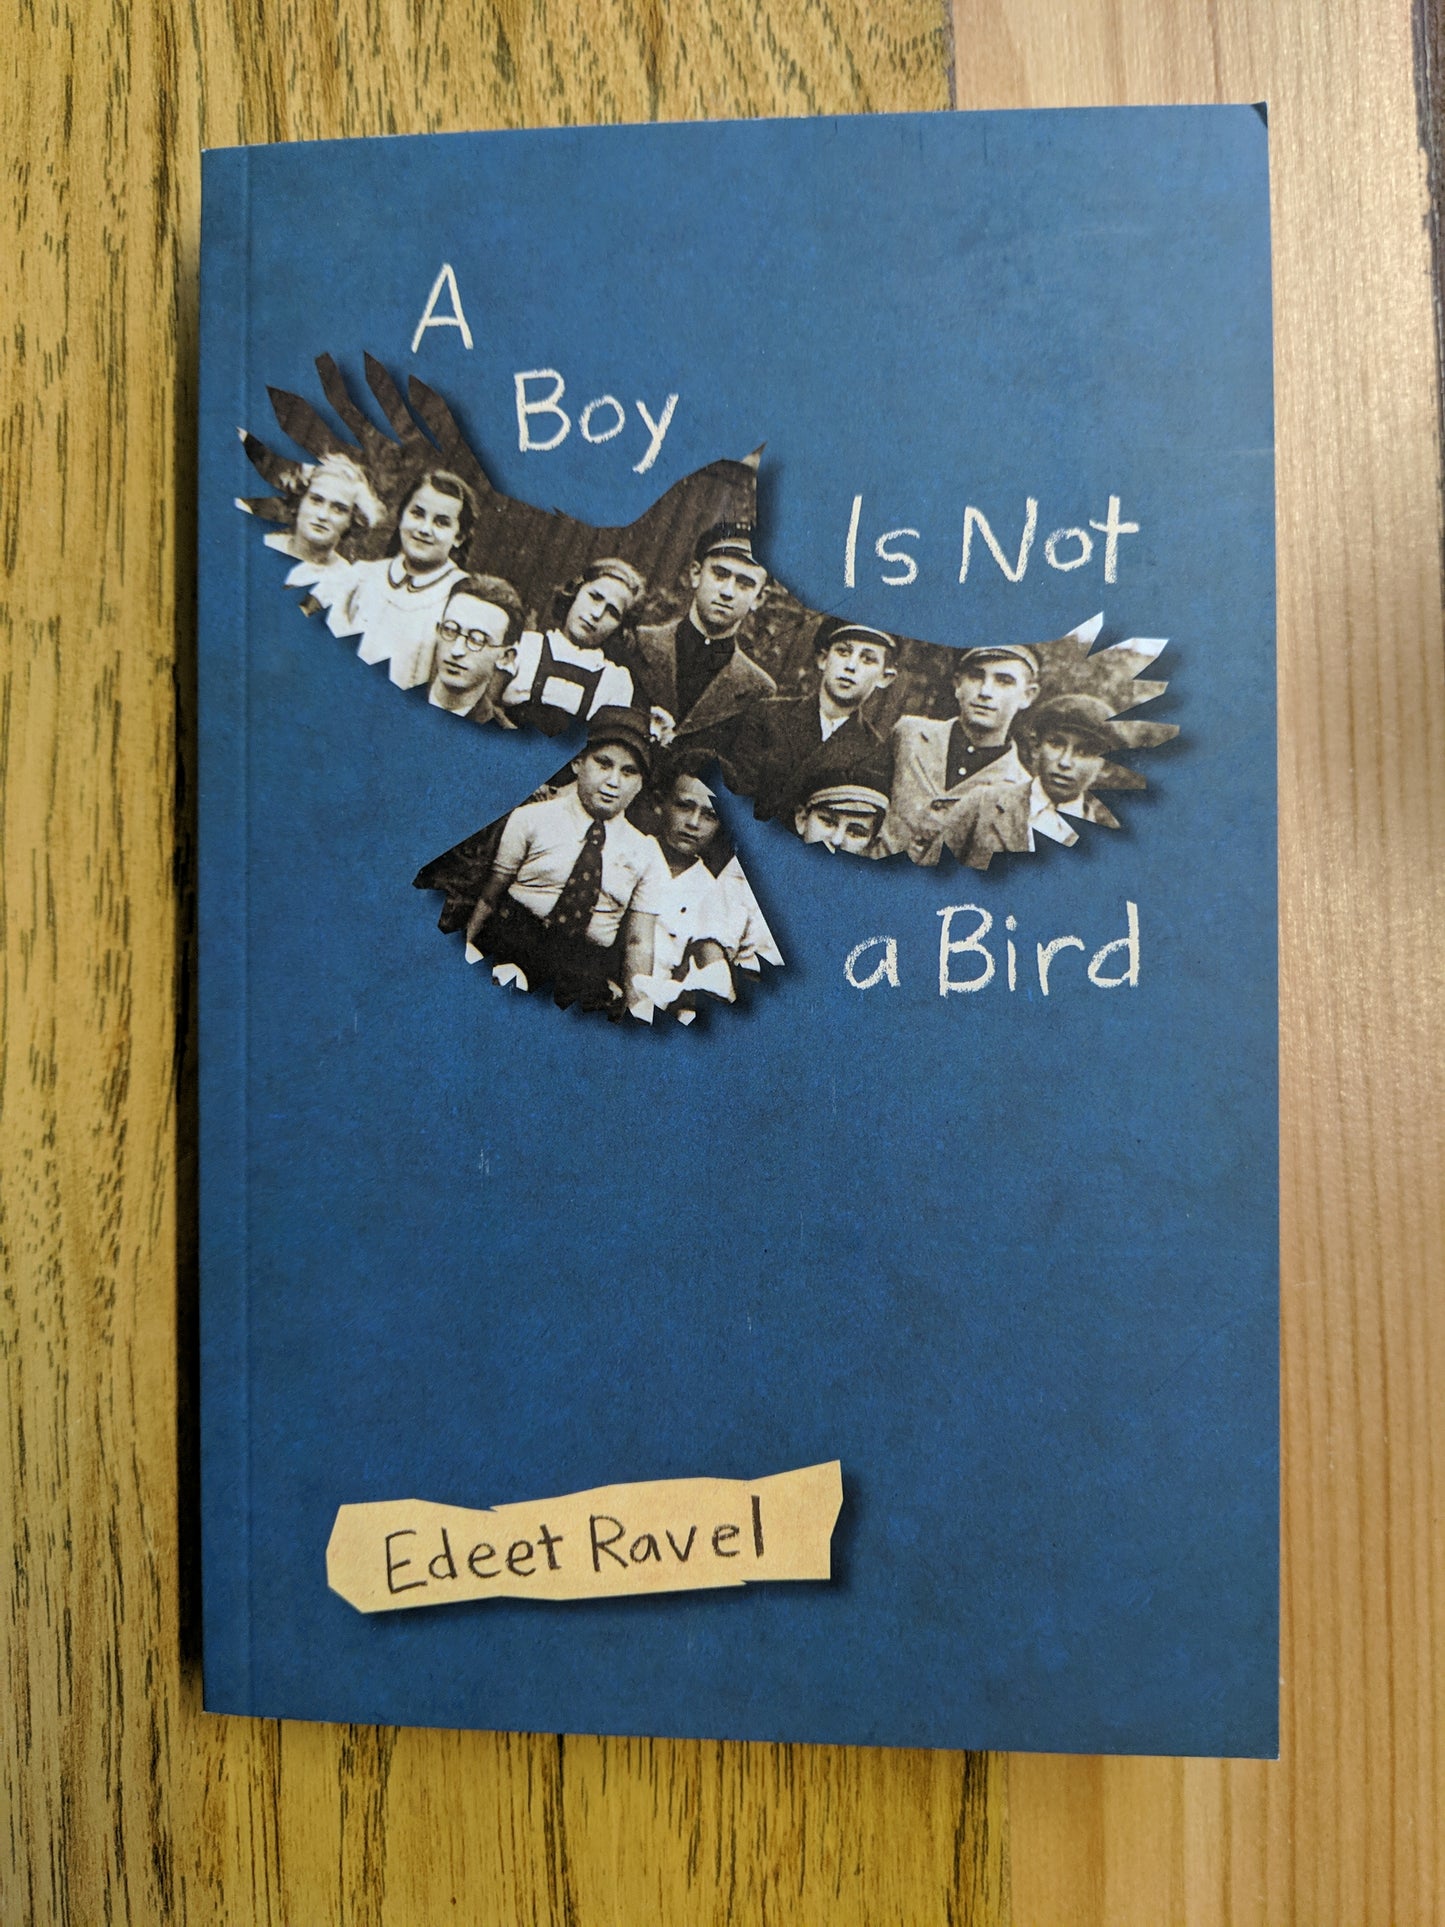 A
Boy
Is Not
a Bird
Edeet Ravel